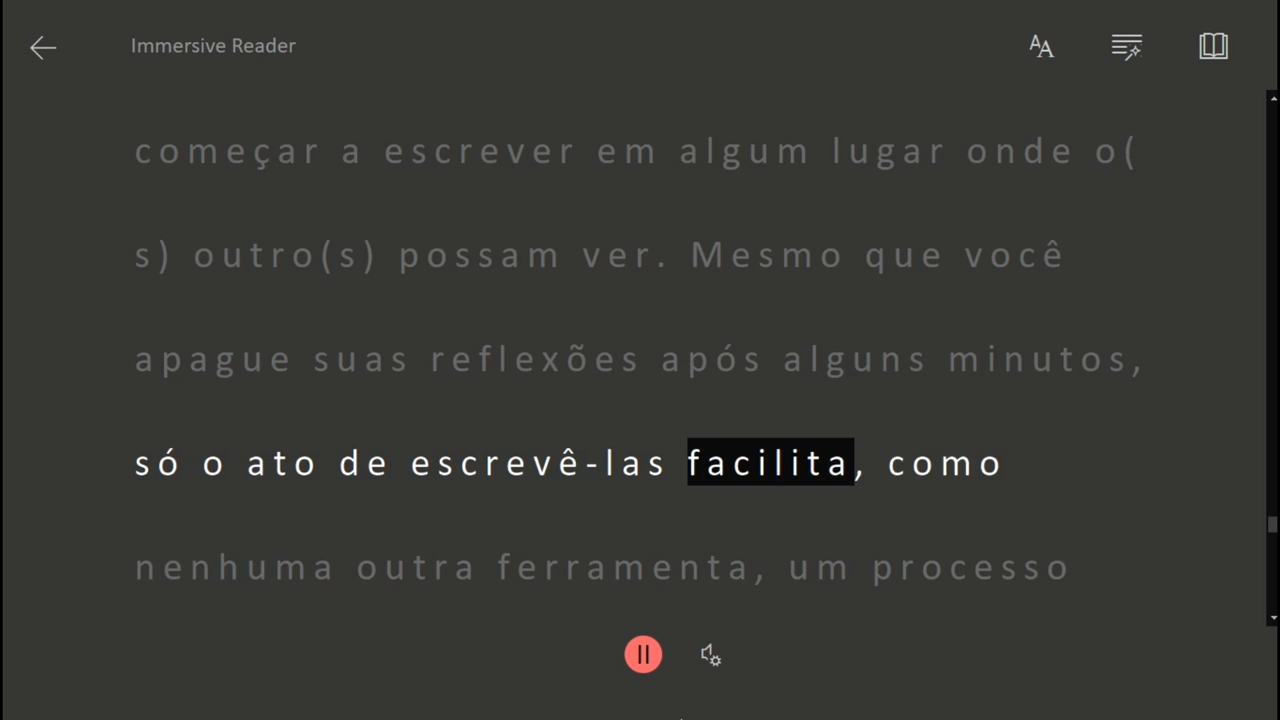 Immersive Reader
começar a escrever em algum lugar onde o(
s) outro(s) possam ver. Mesmo que você
apague suas reflexões após alguns minutos,
só o ato de escrevê-las facilita, como
nenhuma outra ferramenta, um processo